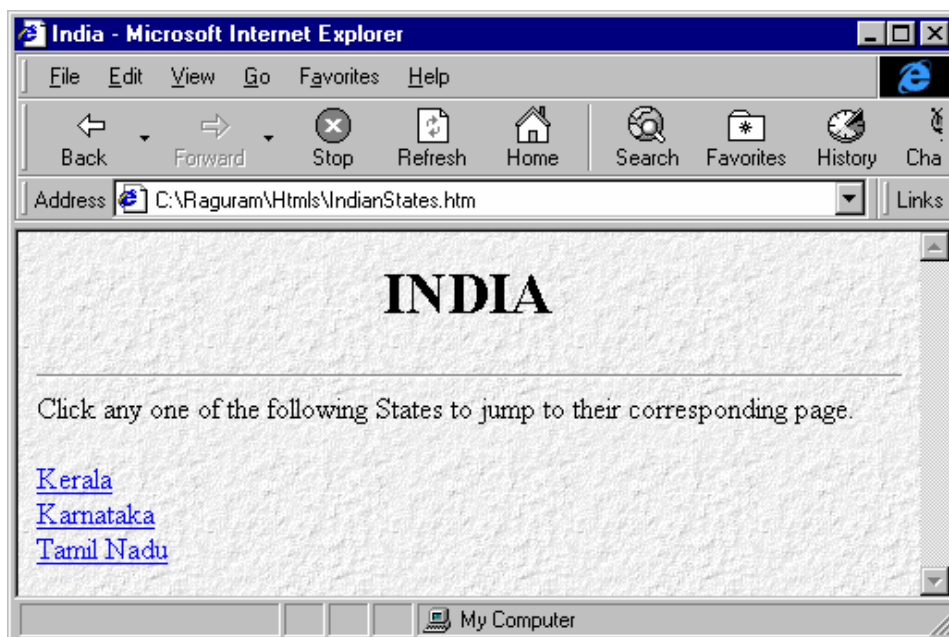 India - Microsoft Internet Explorer
File Edit View Go Favorites Help
Back Forward Stop Refresh Home Search Favorites History Cha
Address C:\Raguram\Htmls\IndianStates.htm Links
INDIA
Click any one of the following States to jump to their corresponding page.
Kerala
Karnataka
Tamil Nadu
My Computer